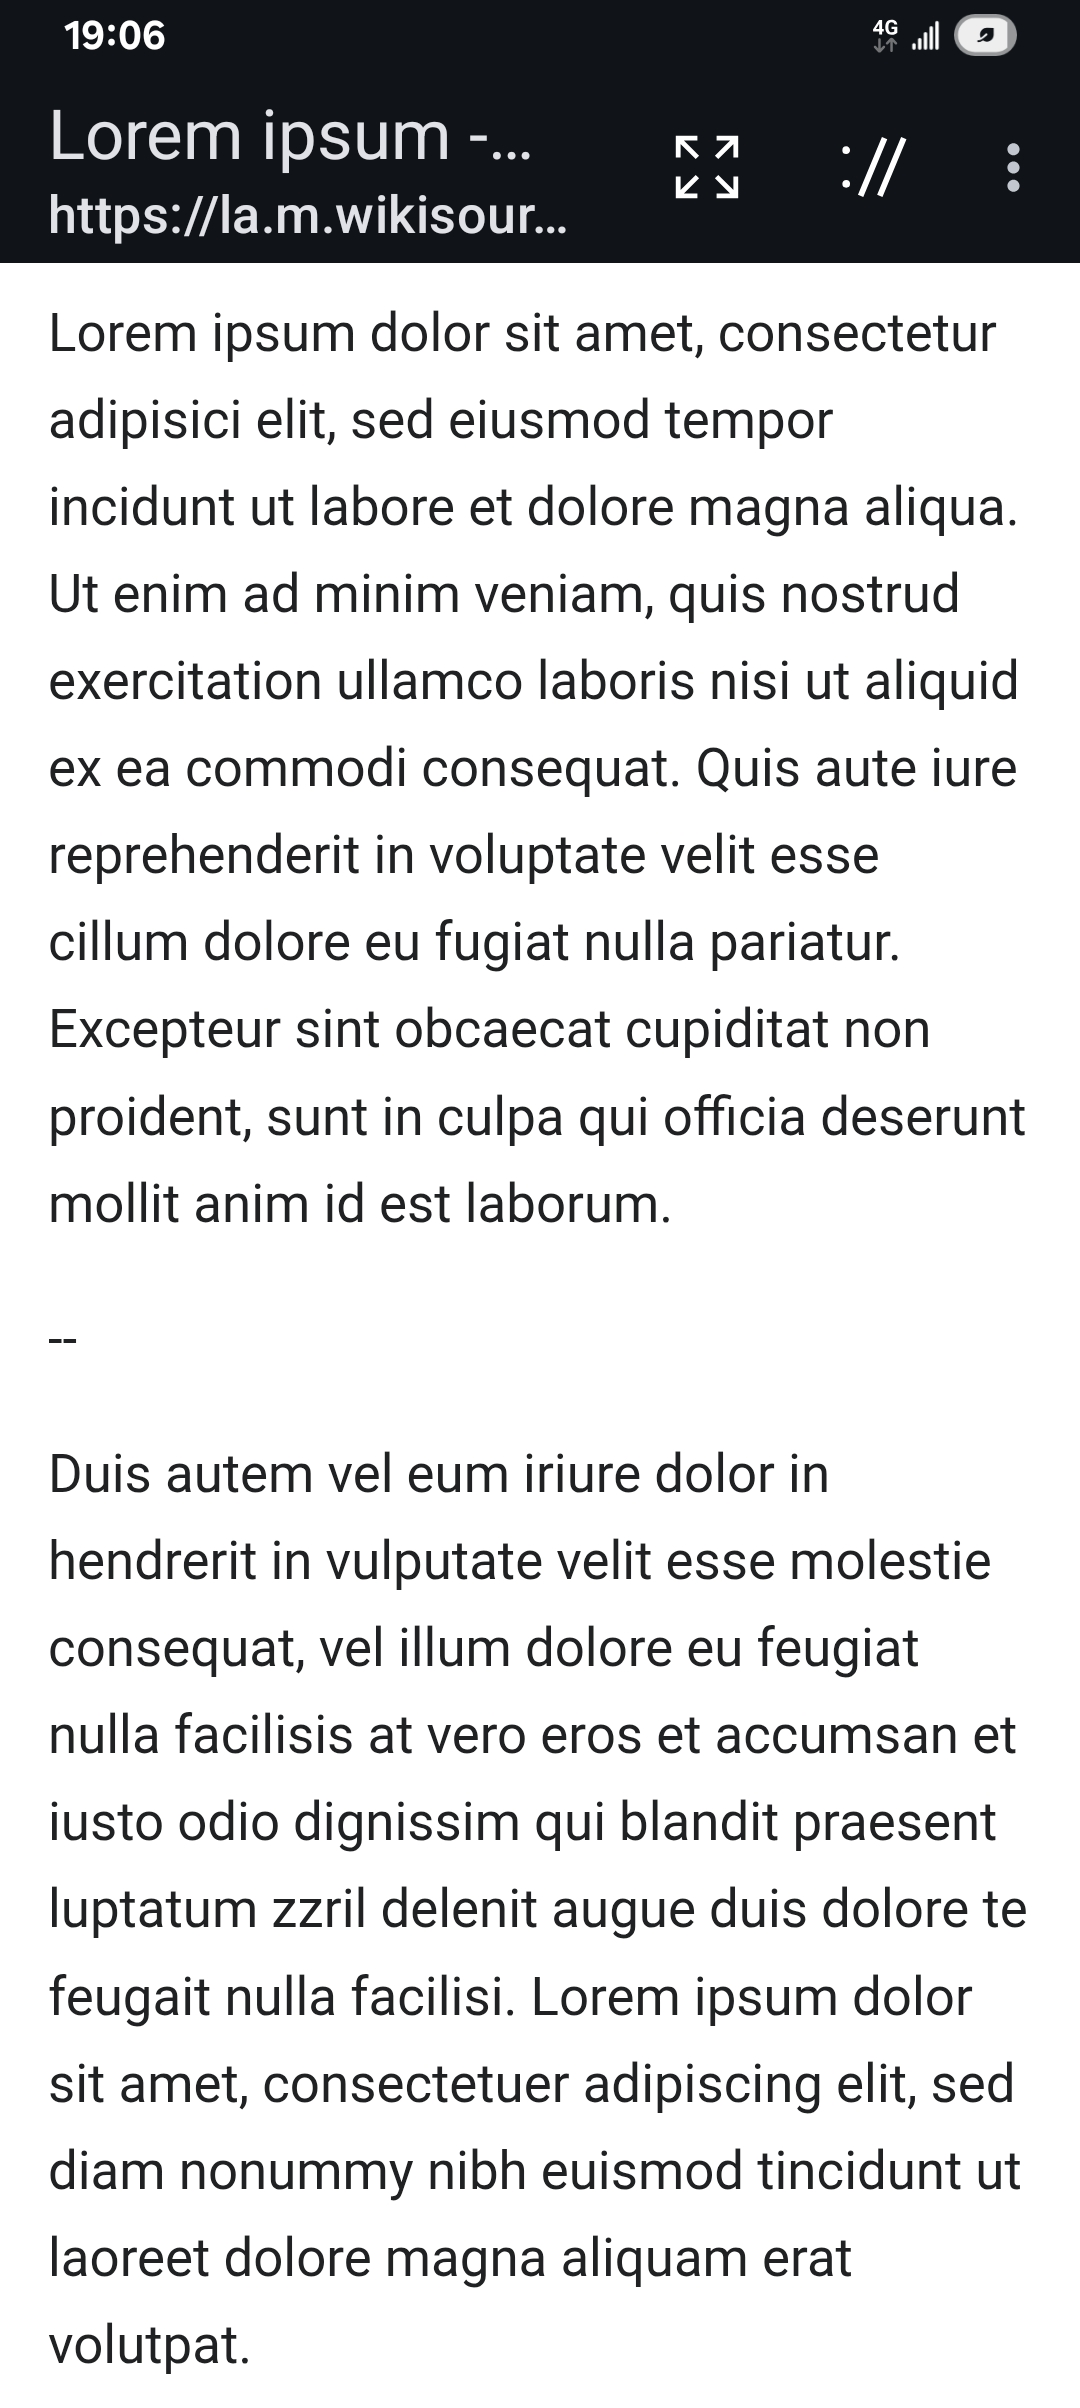 19:06
4G
Lorem ipsum -...
https://la.m.wikisour...
://
Lorem ipsum dolor sit amet, consectetur
adipisici elit, sed eiusmod tempor
incidunt ut labore et dolore magna aliqua.
Ut enim ad minim veniam, quis nostrud
exercitation ullamco laboris nisi ut aliquid
ex ea commodi consequat. Quis aute iure
reprehenderit in voluptate velit esse
cillum dolore eu fugiat nulla pariatur.
Excepteur sint obcaecat cupiditat non
proident, sunt in culpa qui officia deserunt
mollit anim id est laborum.
--
Duis autem vel eum iriure dolor in
hendrerit in vulputate velit esse molestie
consequat, vel illum dolore eu feugiat
nulla facilisis at vero eros et accumsan et
iusto odio dignissim qui blandit praesent
luptatum zzril delenit augue duis dolore te
feugait nulla facilisi. Lorem ipsum dolor
sit amet, consectetuer adipiscing elit, sed
diam nonummy nibh euismod tincidunt ut
laoreet dolore magna aliquam erat
volutpat.